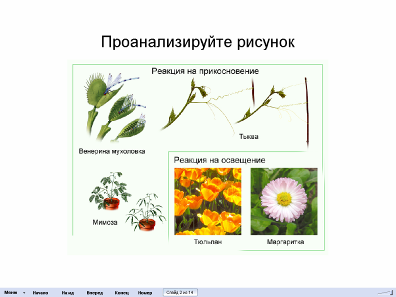 Проанализируйте рисунок
Реакция на прикосновение
Тыква
Венерина мухоловка
Реакция на освещение
Мимоза
Тюльпан
Маргаритка
Меню
Начало
Назад
Вперед
Конец
Номер
Слайд 2 из 14